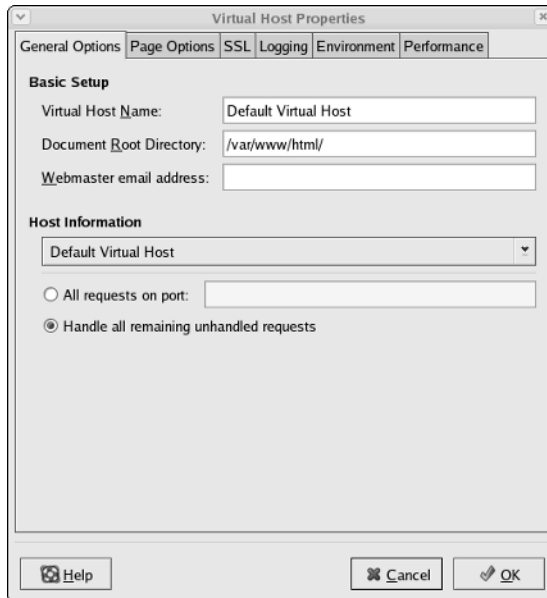 Virtual Host Properties
General Options Page Options SSL Logging Environment Performance
Basic Setup
Virtual Host Name: Default Virtual Host
Document Root Directory: /var/www/html/
Webmaster email address:
Host Information
Default Virtual Host
All requests on port:
Handle all remaining unhandled requests
Help Cancel OK